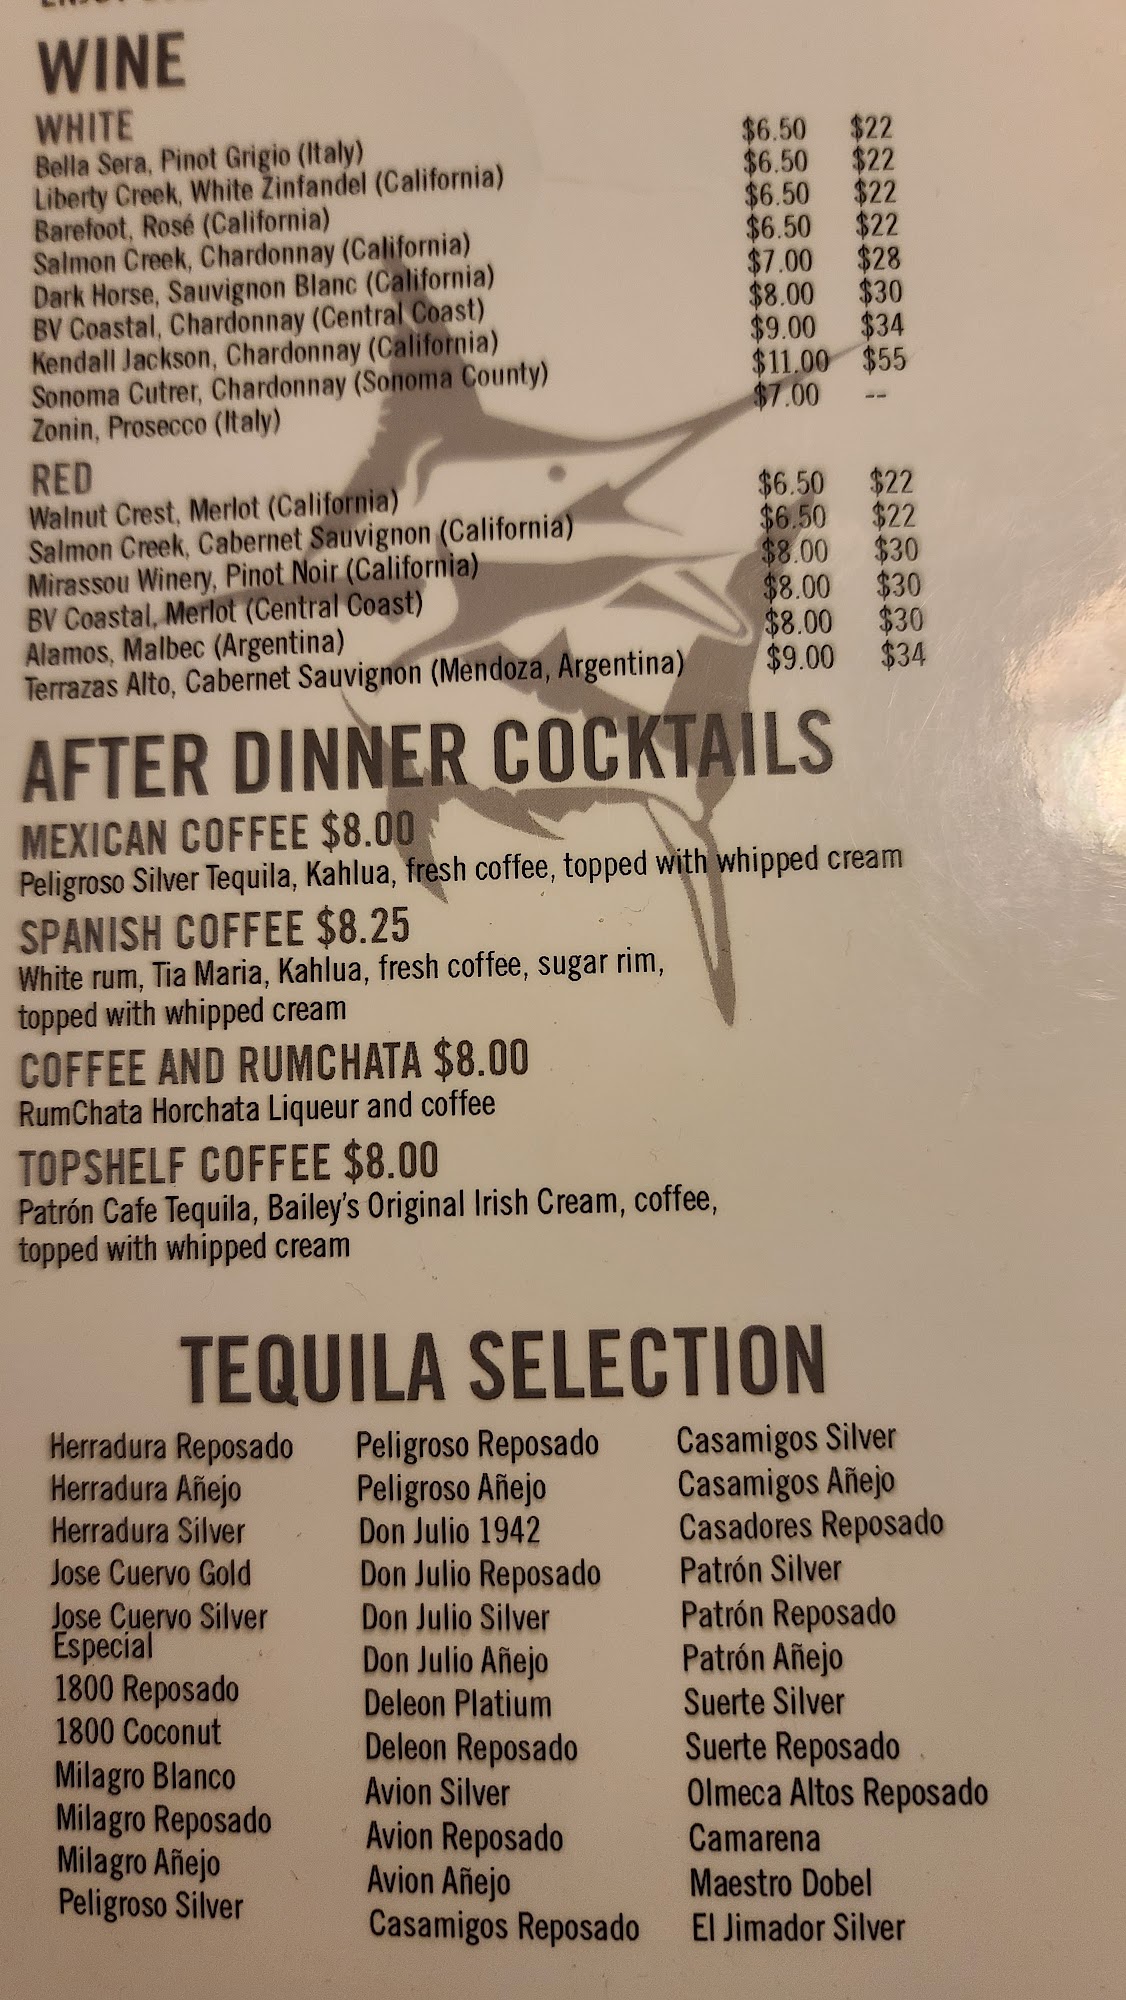 WINE
WHITE
Bella Sera, Pinot Grigio (Italy) $6.50 $22
Liberty Creek, White Zinfandel (California) $6.50 $22
Barefoot, Rosé (California) $6.50 $22
Salmon Creek, Chardonnay (California) $6.50 $22
Dark Horse, Sauvignon Blanc (California) $7.00 $28
BV Coastal, Chardonnay (Central Coast) $8.00 $30
Kendall Jackson, Chardonnay (California) $9.00 $34
Sonoma Cutrer, Chardonnay (Sonoma County) $11.00 $55
Zonin, Prosecco (Italy) $7.00 --
RED
Walnut Crest, Merlot (California) $6.50 $22
Salmon Creek, Cabernet Sauvignon (California) $6.50 $22
Mirassou Winery, Pinot Noir (California) $8.00 $30
BV Coastal, Merlot (Central Coast) $8.00 $30
Alamos, Malbec (Argentina) $8.00 $30
Terrazas Alto, Cabernet Sauvignon (Mendoza, Argentina) $9.00 $34
AFTER DINNER COCKTAILS
MEXICAN COFFEE $8.00
Peligroso Silver Tequila, Kahlua, fresh coffee, topped with whipped cream
SPANISH COFFEE $8.25
White rum, Tia Maria, Kahlua, fresh coffee, sugar rim,
topped with whipped cream
COFFEE AND RUMCHATA $8.00
RumChata Horchata Liqueur and coffee
TOPSHELF COFFEE $8.00
Patrón Cafe Tequila, Bailey's Original Irish Cream, coffee,
topped with whipped cream
TEQUILA SELECTION
Herradura Reposado
Herradura Añejo
Herradura Silver
Jose Cuervo Gold
Jose Cuervo Silver
Especial
1800 Reposado
1800 Coconut
Milagro Blanco
Milagro Reposado
Milagro Añejo
Peligroso Silver
Peligroso Reposado
Peligroso Añejo
Don Julio 1942
Don Julio Reposado
Don Julio Silver
Don Julio Añejo
Deleon Platium
Deleon Reposado
Avion Silver
Avion Reposado
Avion Añejo
Casamigos Reposado
Casamigos Silver
Casamigos Añejo
Casadores Reposado
Patrón Silver
Patrón Reposado
Patrón Añejo
Suerte Silver
Suerte Reposado
Olmeca Altos Reposado
Camarena
Maestro Dobel
El Jimador Silver